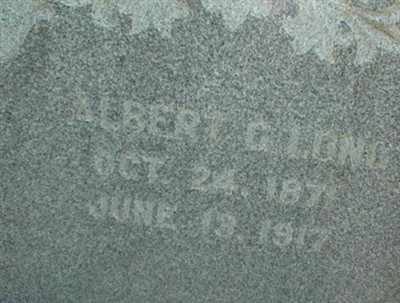 ALBERT G. LONG
OCT. 24, 1871
JUNE 13, 1917